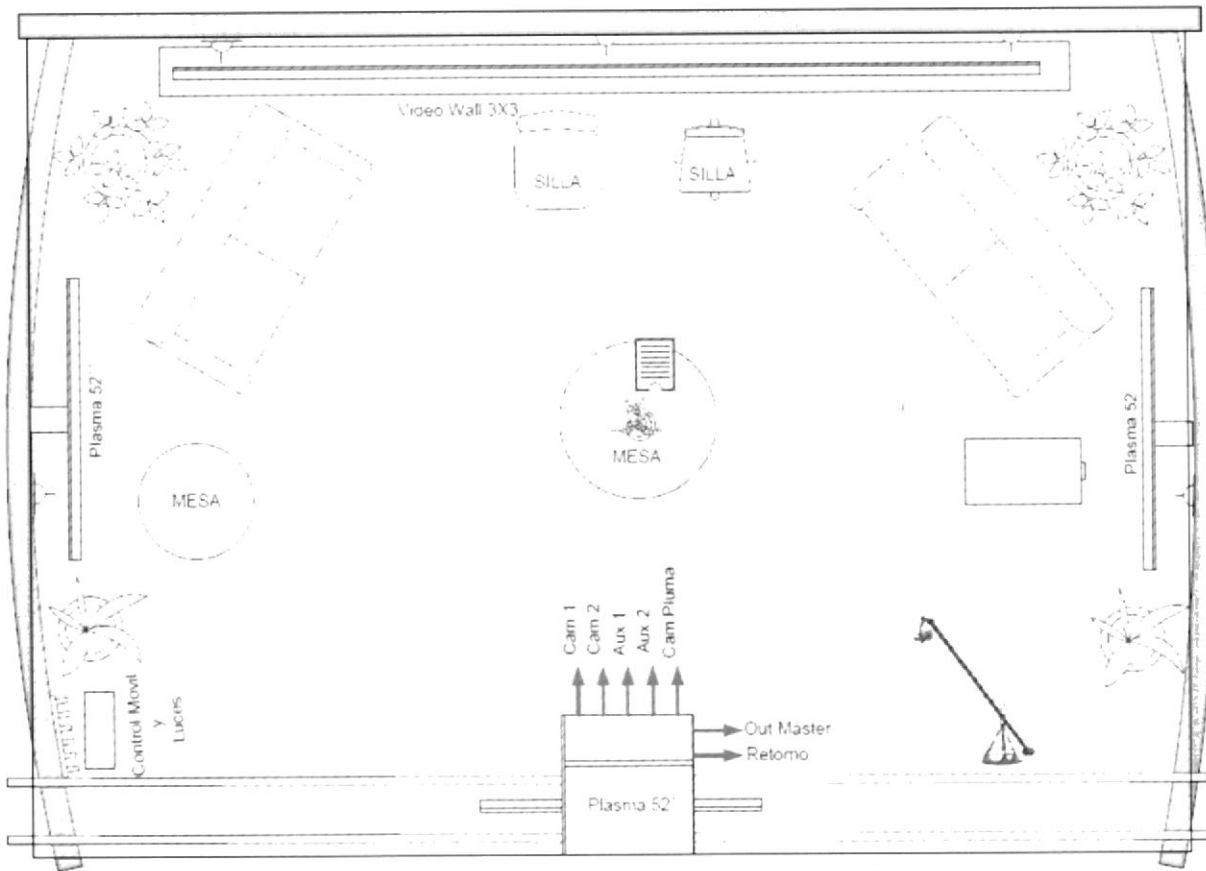 Video Wall 3X3
SILLA
SILLA
Plasma 52"
Plasma 52
MESA
MESA
Cam 1
Cam 2
Aux 1
Aux 2
Cam Pluma
Control Movil
y
Luces
Out Master
Retorno
Plasma 52"